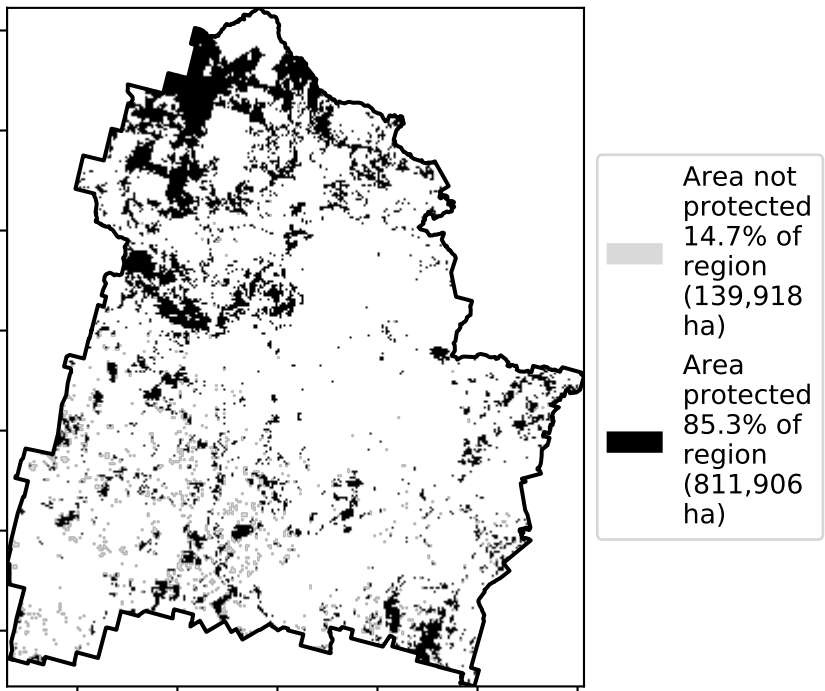 Area not
protected
14.7% of
region
(139,918
ha)
Area
protected
85.3% of
region
(811,906
ha)